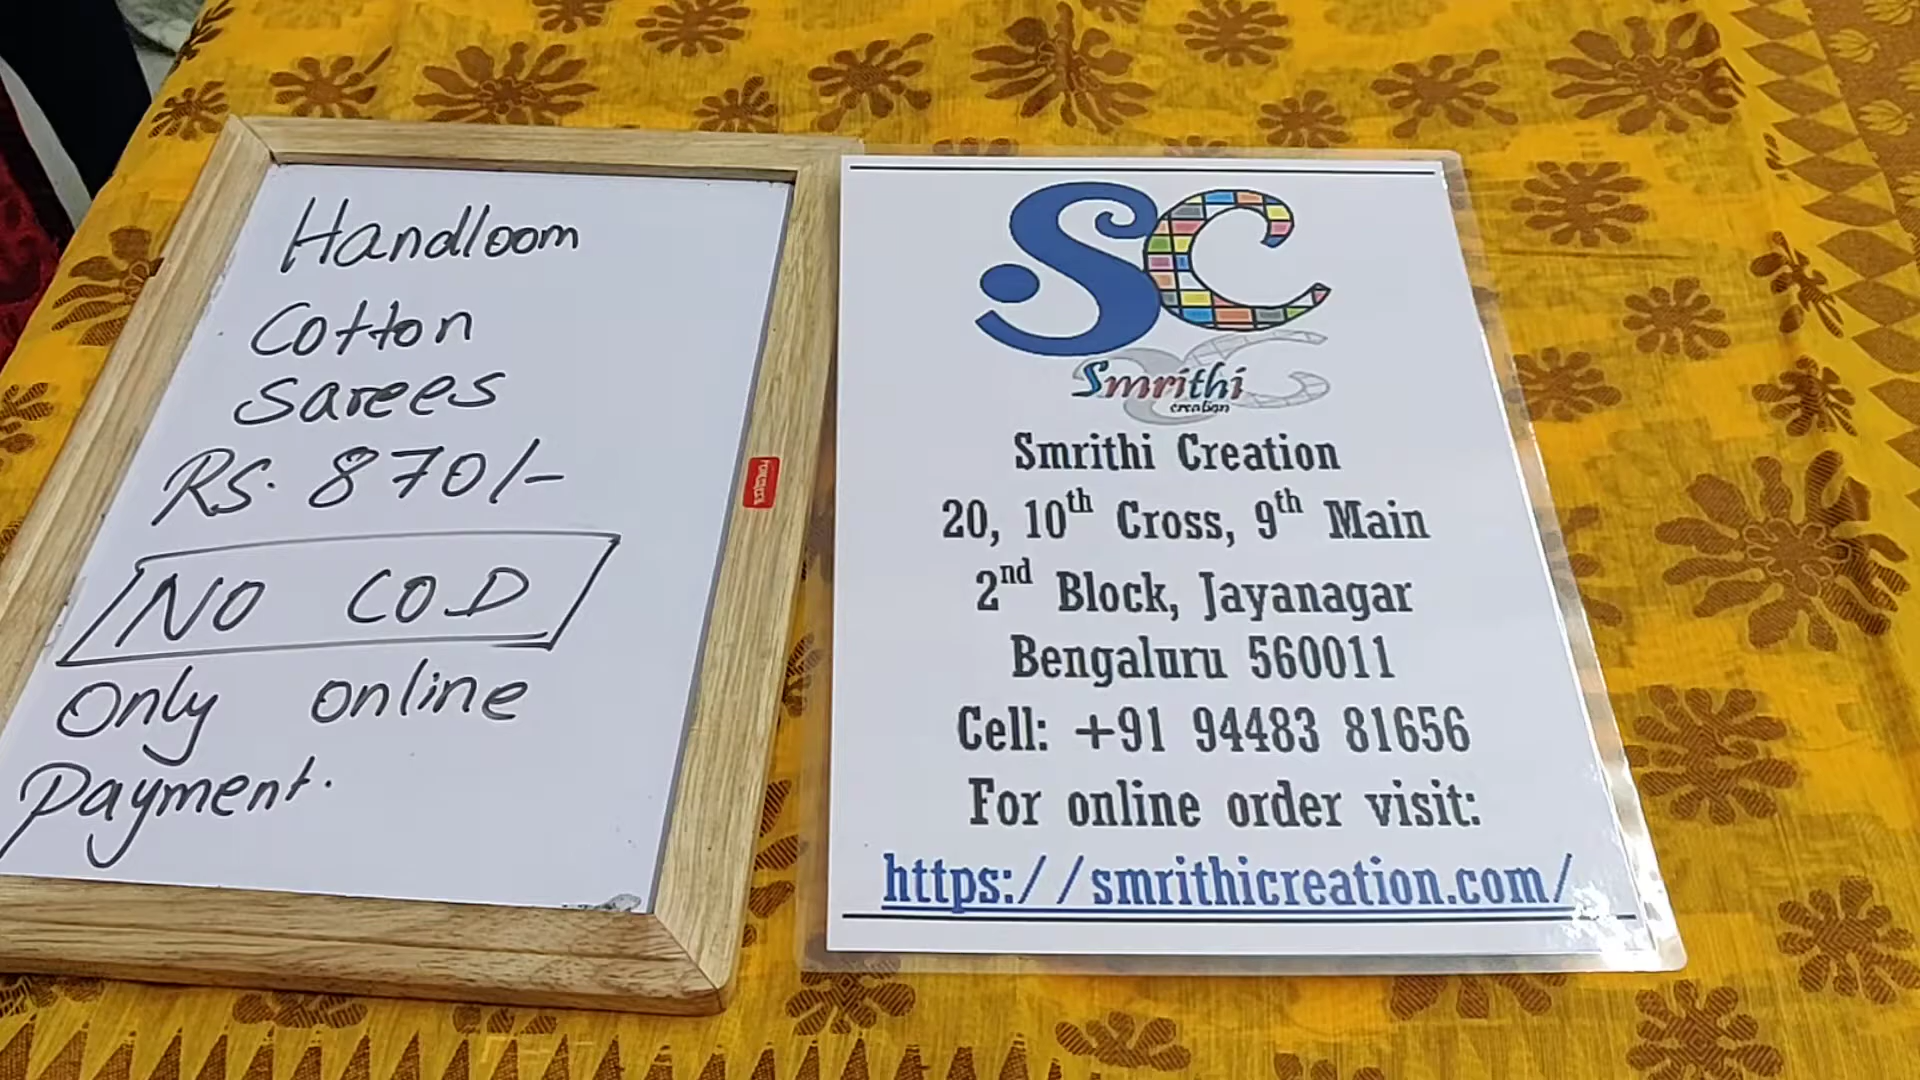 Handloom
Cotton
Sarees
RS. 870/-
NO COD
Only online
Payment.
SC
Smrithi
creation
Smrithi Creation
20, 10th Cross, 9th Main
2nd Block, Jayanagar
Bengaluru 560011
Cell: +91 94483 81656
For online order visit:
https://smrithicreation.com/